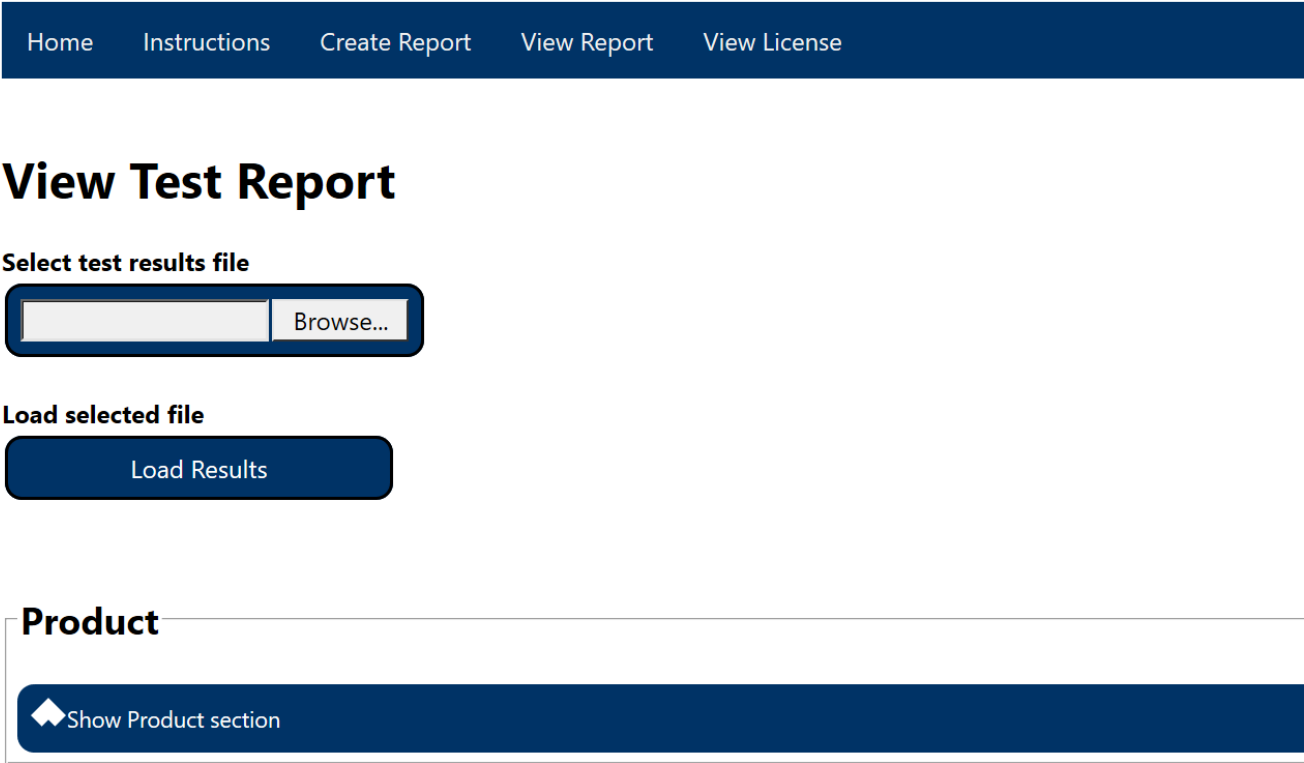 Home Instructions Create Report View Report View License
View Test Report
Select test results file
Browse...
Load selected file
Load Results
Product
Show Product section